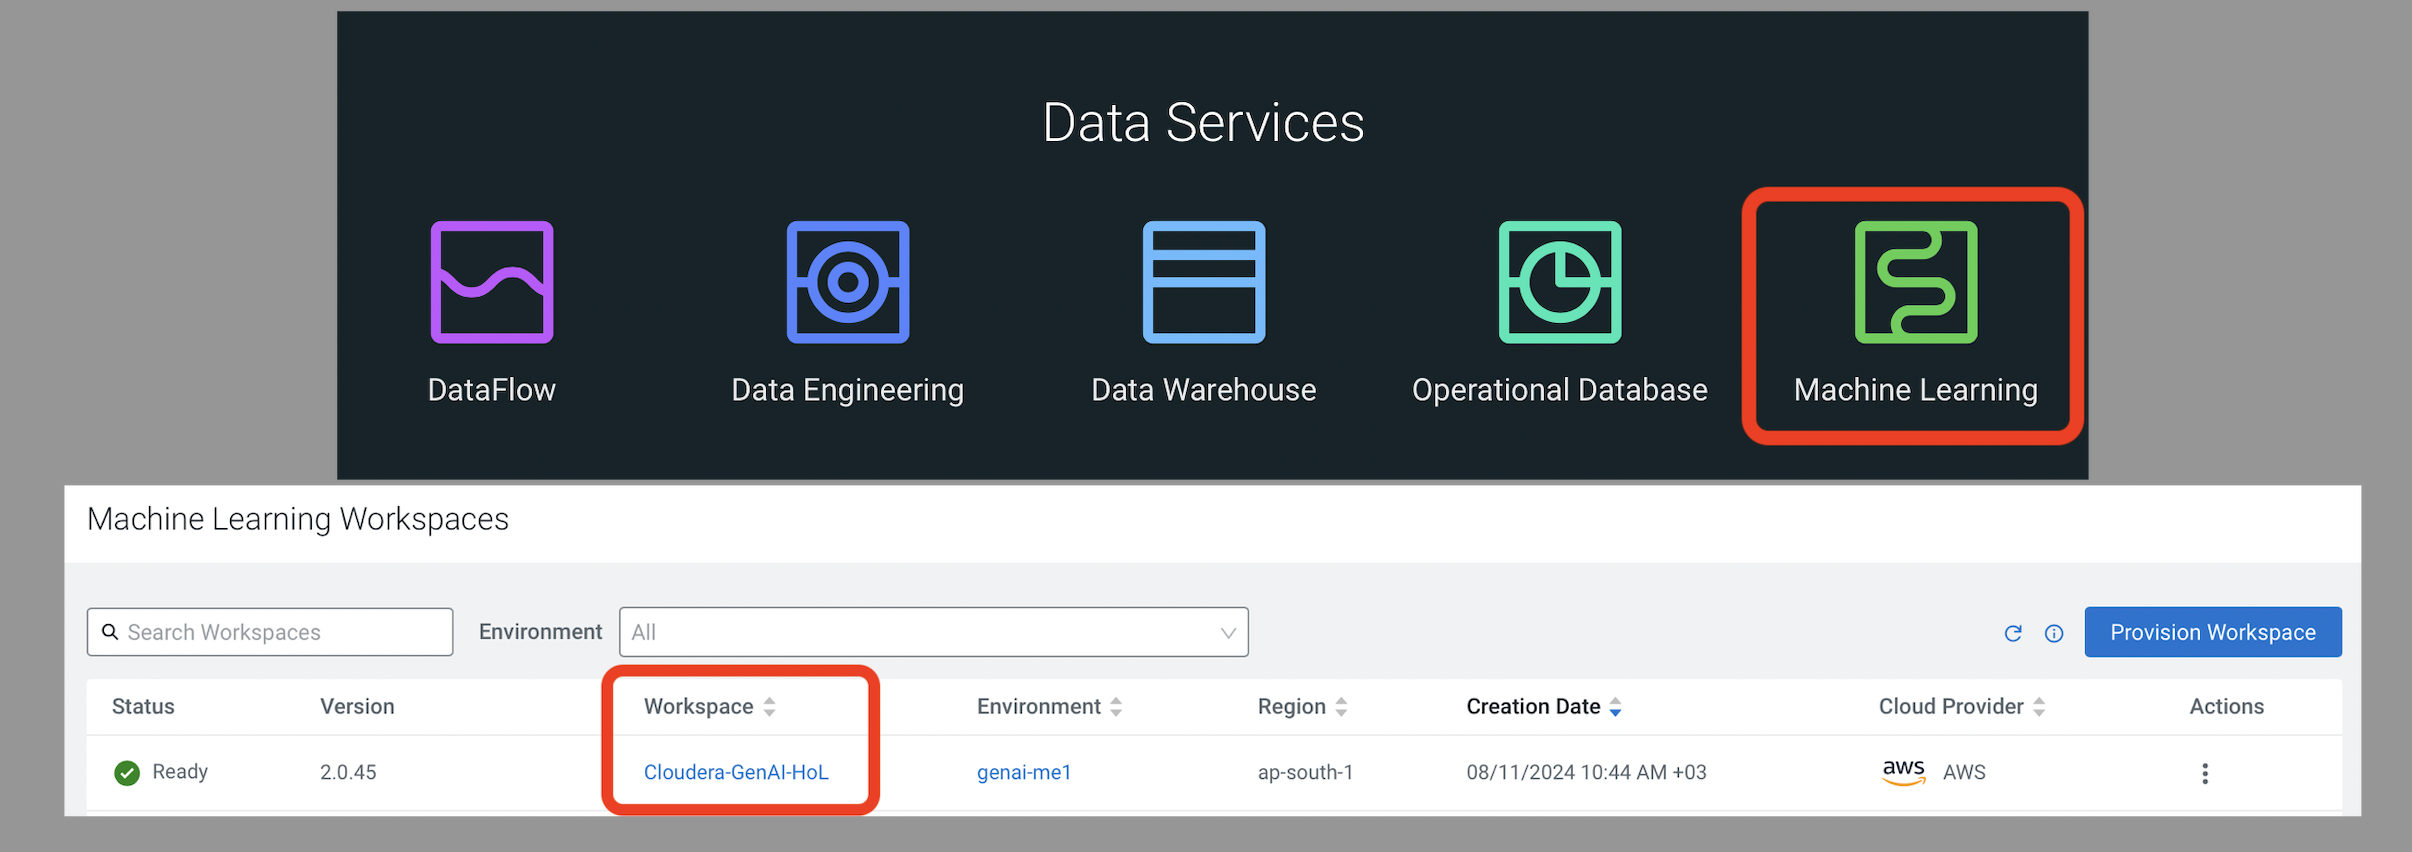 Data Services
DataFlow Data Engineering Data Warehouse Operational Database Machine Learning
Machine Learning Workspaces
Search Workspaces Environment All Provision Workspace
Status Version Workspace Environment Region Creation Date Cloud Provider Actions
Ready 2.0.45 Cloudera-GenAI-HoL genai-me1 ap-south-1 08/11/2024 10:44 AM +03 aws AWS